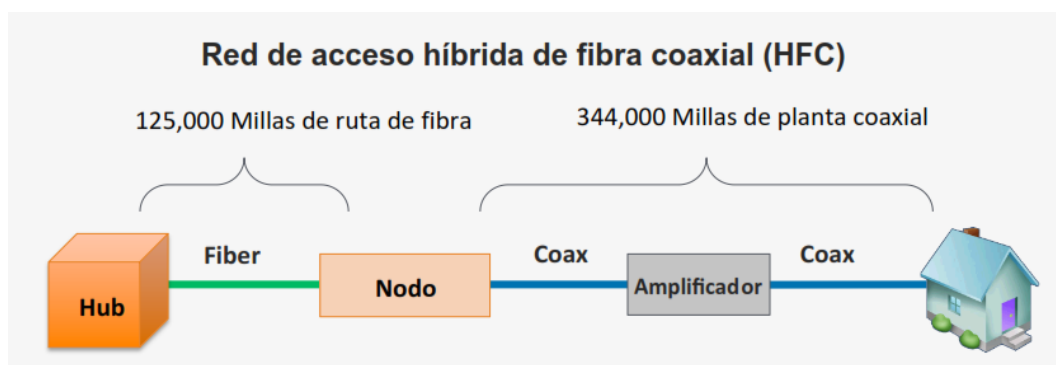 Red de acceso híbrida de fibra coaxial (HFC)
125,000 Millas de ruta de fibra
344,000 Millas de planta coaxial
Fiber
Coax
Coax
Hub
Nodo
Amplificador